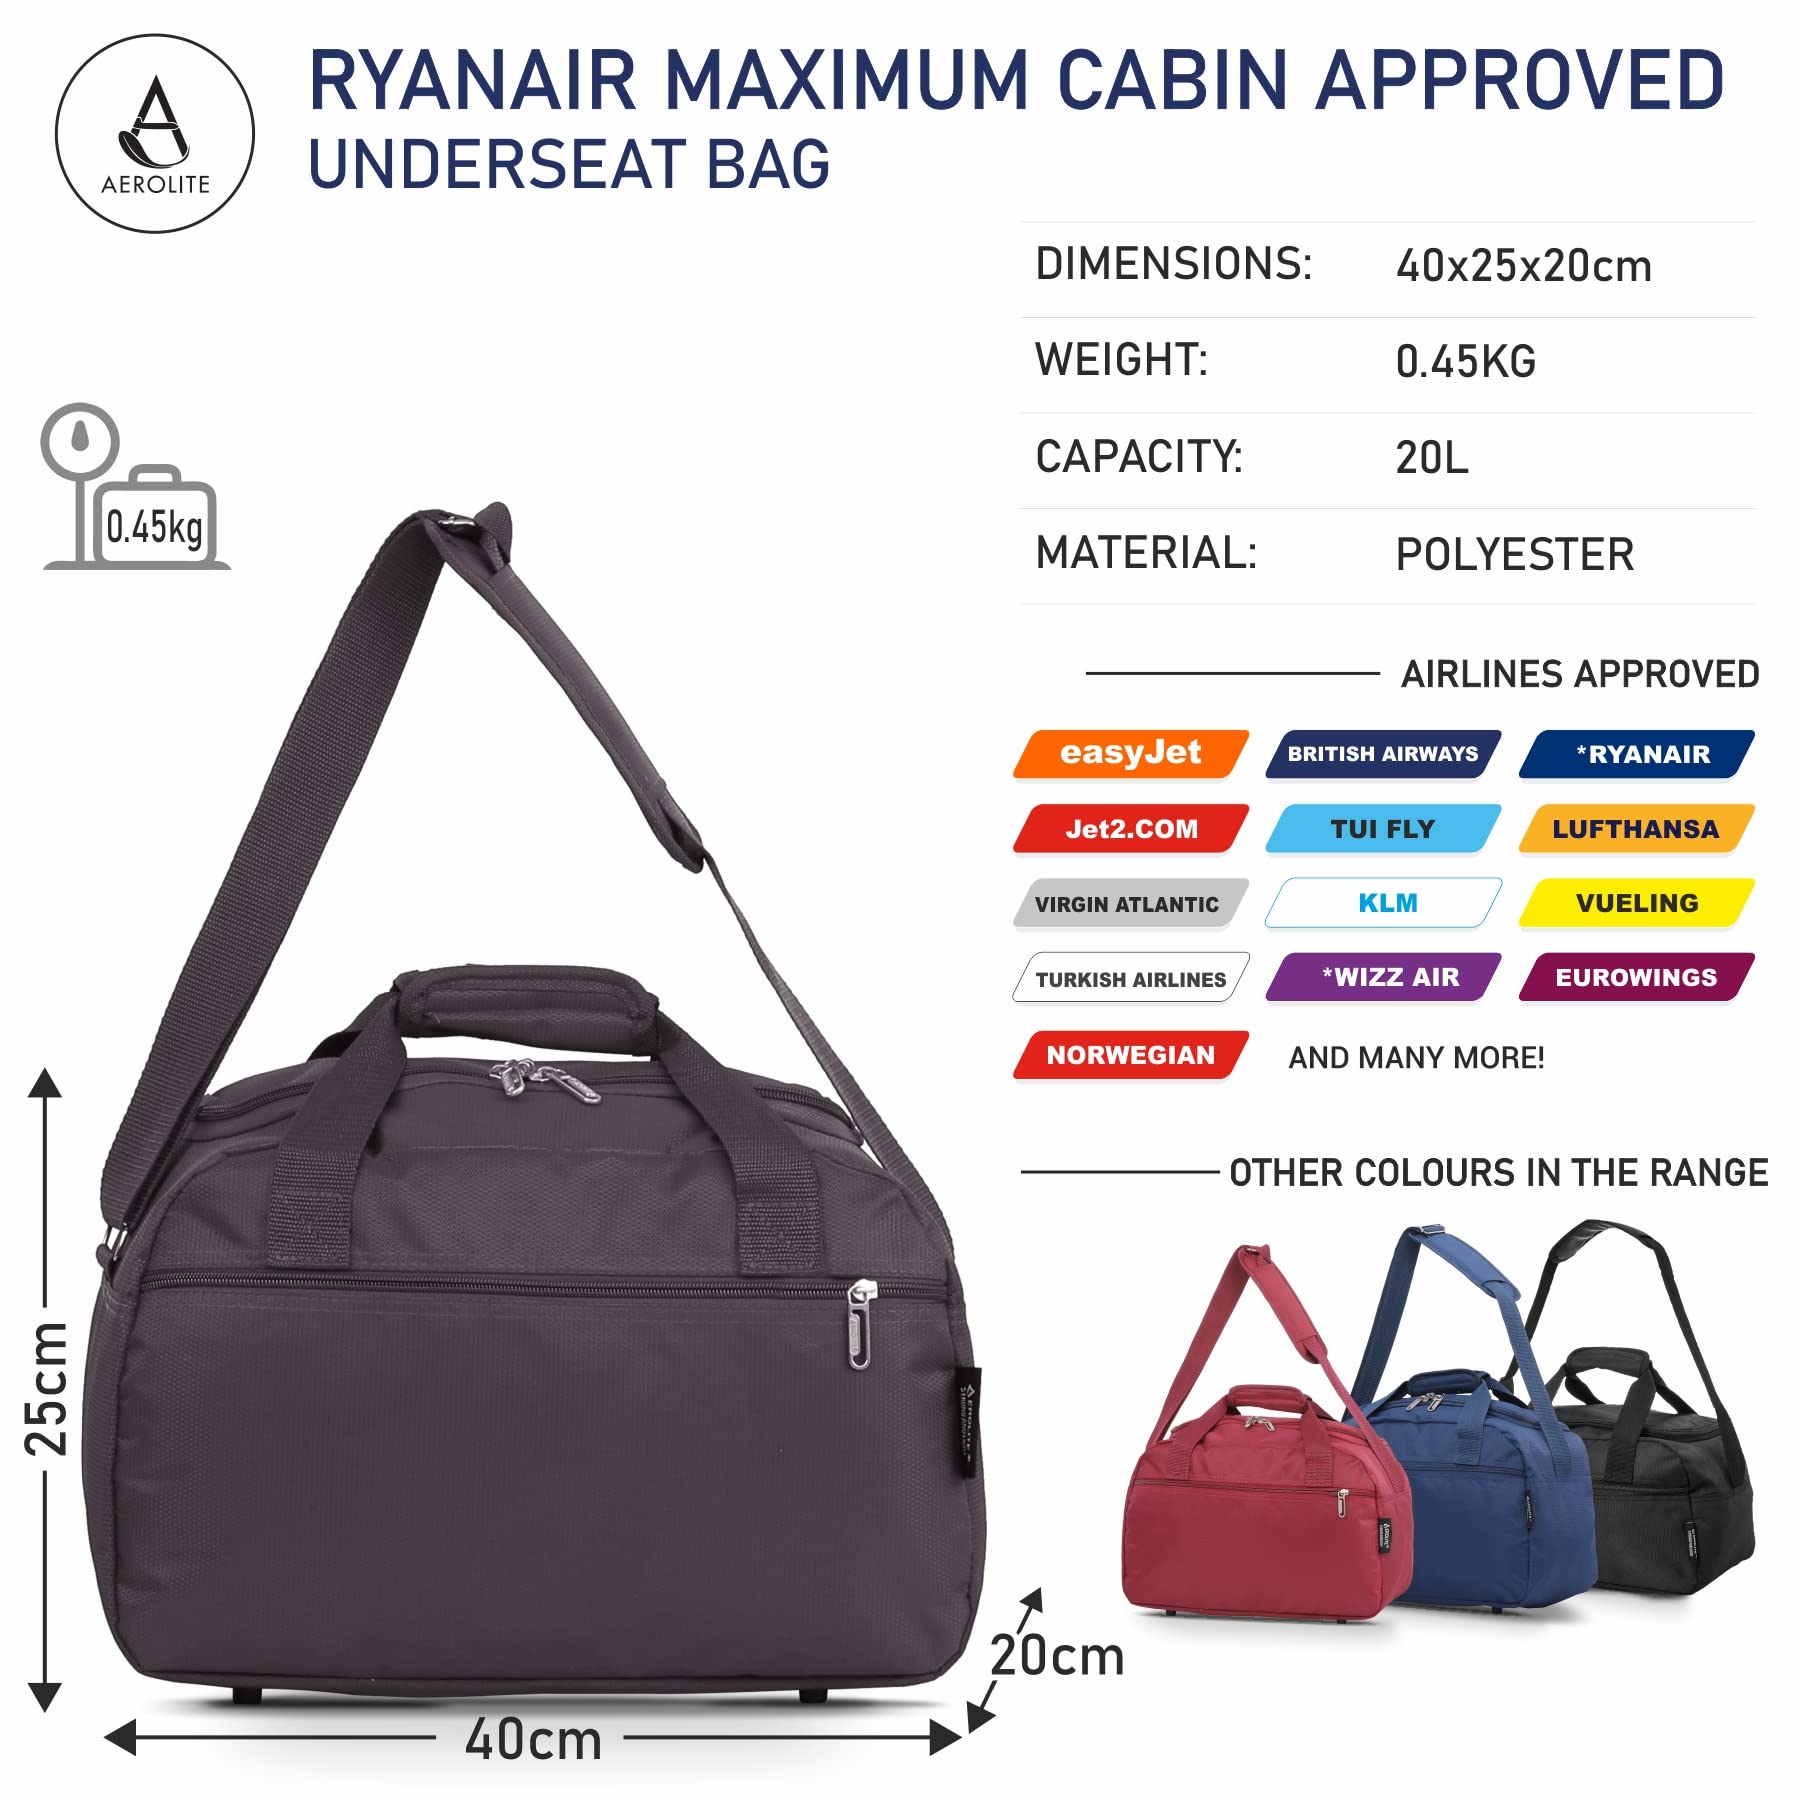 AEROLITE
RYANAIR MAXIMUM CABIN APPROVED
UNDERSEAT BAG
DIMENSIONS: 40x25x20cm
WEIGHT: 0.45KG
CAPACITY: 20L
MATERIAL: POLYESTER
0.45kg
AIRLINES APPROVED
easyJet BRITISH AIRWAYS *RYANAIR
Jet2.COM TUI FLY LUFTHANSA
VIRGIN ATLANTIC KLM VUELING
TURKISH AIRLINES *WIZZ AIR EUROWINGS
NORWEGIAN AND MANY MORE!
OTHER COLOURS IN THE RANGE
25cm
AEROLITE
20cm
40cm